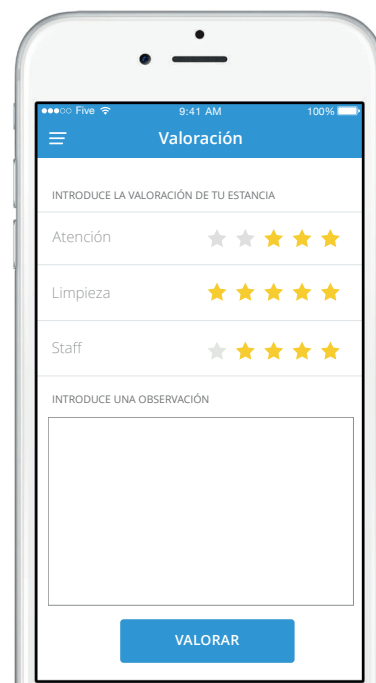 Five 9:41 AM 100%
Valoración
INTRODUCE LA VALORACIÓN DE TU ESTANCIA
Atención
Limpieza
Staff
INTRODUCE UNA OBSERVACIÓN
VALORAR